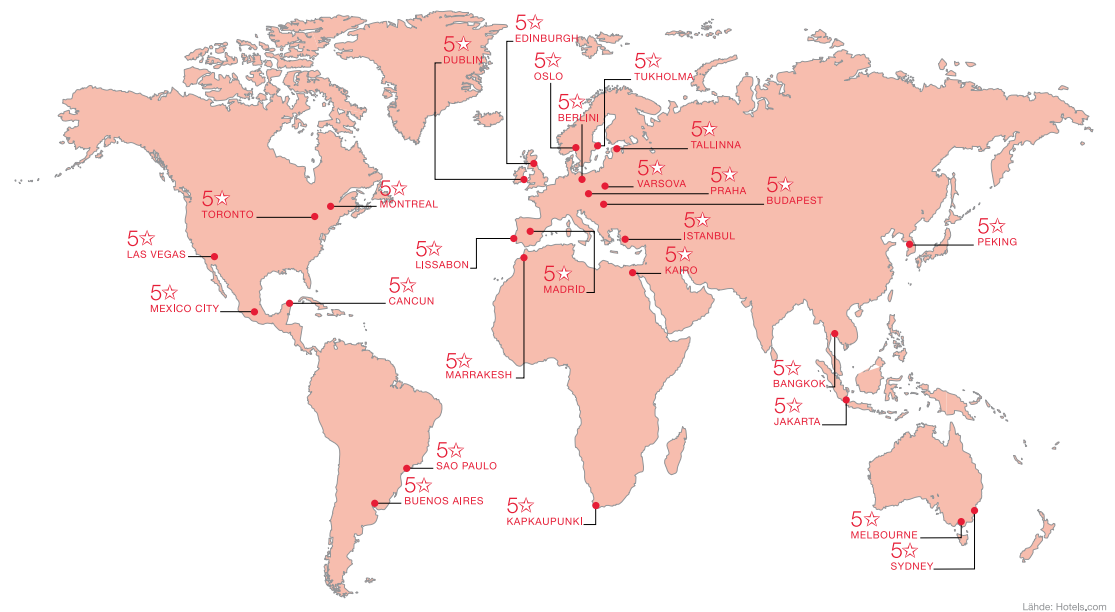 5☆
EDINBURGH
5☆
DUBLIN
5☆
OSLO
5☆
TUKHOLMA
5☆
BERLIINI
5☆
TALLINNA
5☆
VARSOVA
5☆
PRAHA
5☆
BUDAPEST
5☆
TORONTO
5☆
MONTREAL
5☆
LAS VEGAS
5☆
LISSABON
5☆
ISTANBUL
5☆
PEKING
5☆
MADRID
5☆
KAIRO
5☆
MEXICO CITY
5☆
CANCUN
5☆
MARRAKESH
5☆
BANGKOK
5☆
JAKARTA
5☆
SAO PAULO
5☆
BUENOS AIRES
5☆
KAPKAUPUNKI
5☆
MELBOURNE
5☆
SYDNEY
Lähde: Hotels.com